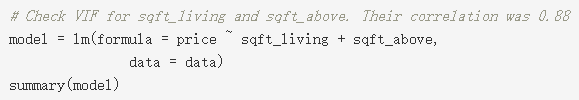 # Check VIF for sqft_living and sqft_above. Their correlation was 0.88
model = lm(formula = price ~ sqft_living + sqft_above,
data = data)
summary(model)